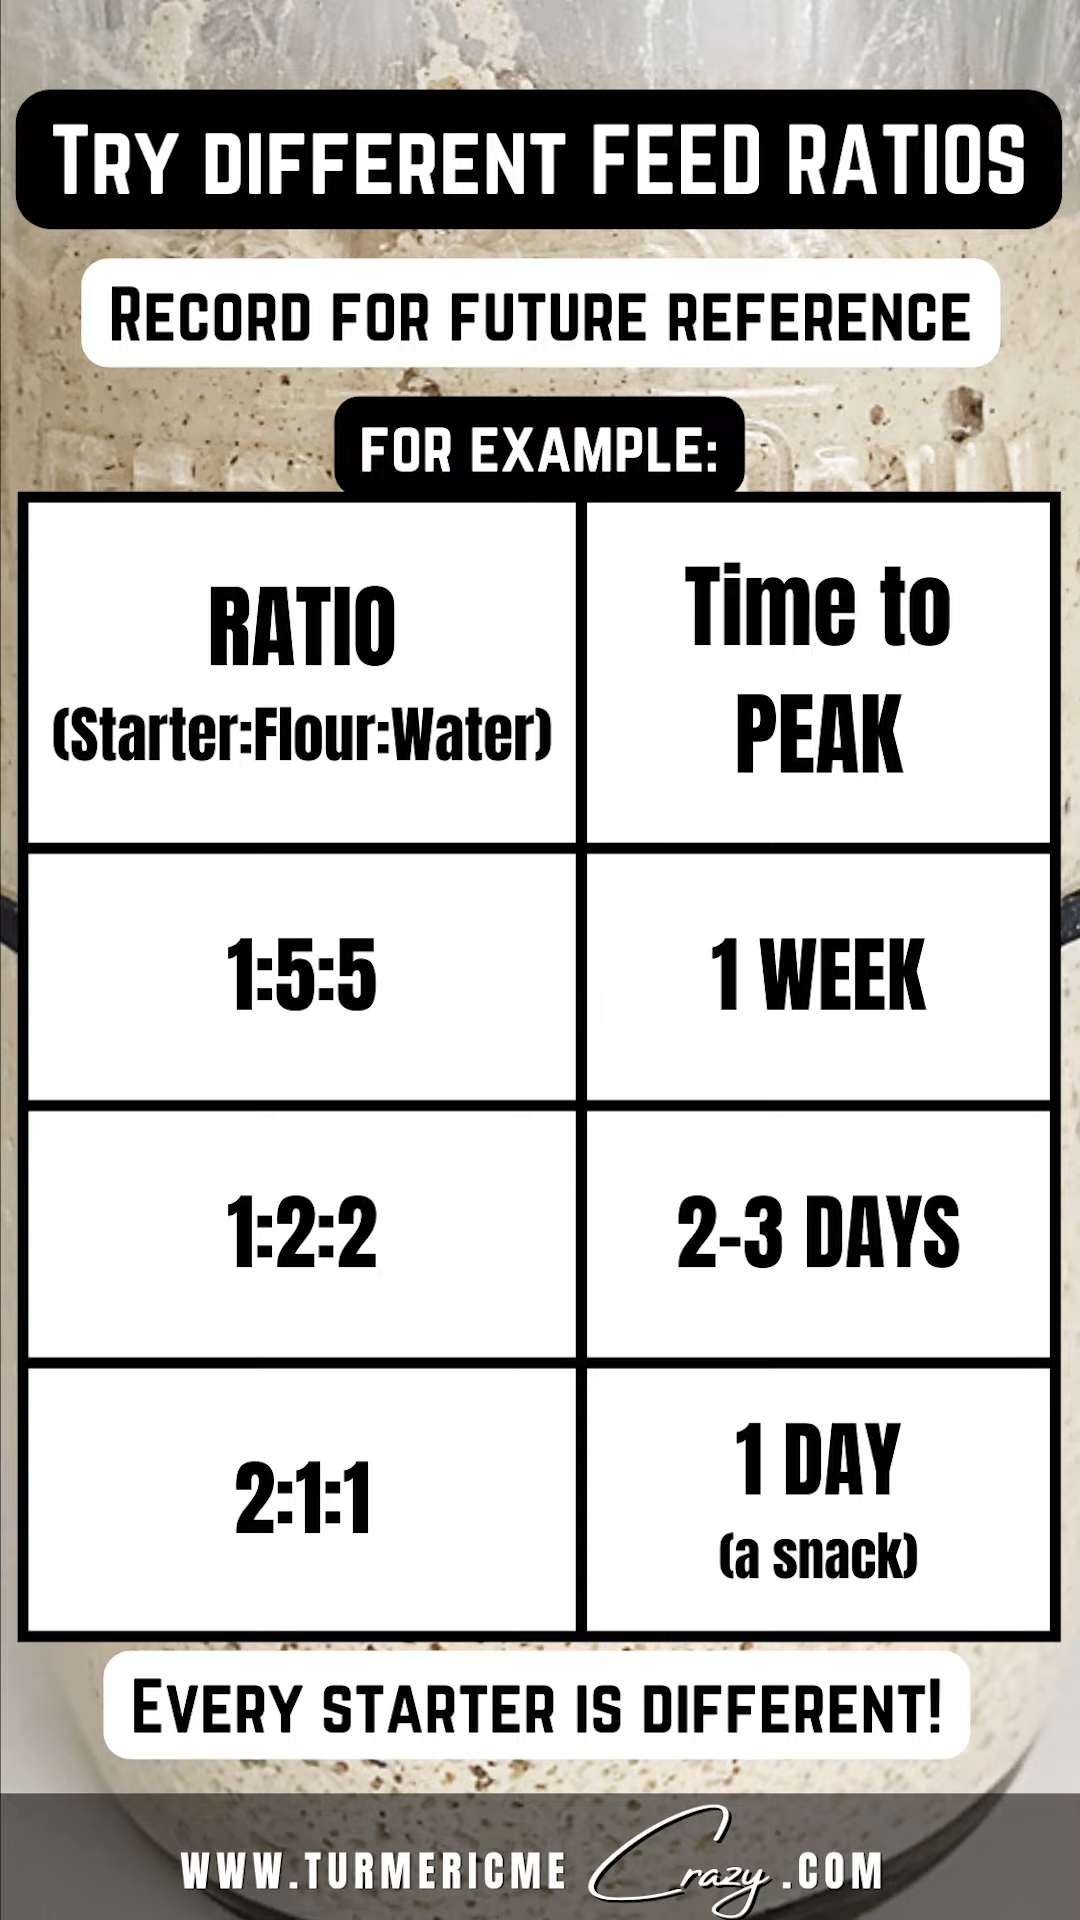 TRY DIFFERENT FEED RATIOS
RECORD FOR FUTURE REFERENCE
FOR EXAMPLE:
RATIO
(Starter:Flour:Water)
Time to
PEAK
1:5:5
1 WEEK
1:2:2
2-3 DAYS
2:1:1
1 DAY
(a snack)
EVERY STARTER IS DIFFERENT!
WWW.TURMERICME Crazy .COM